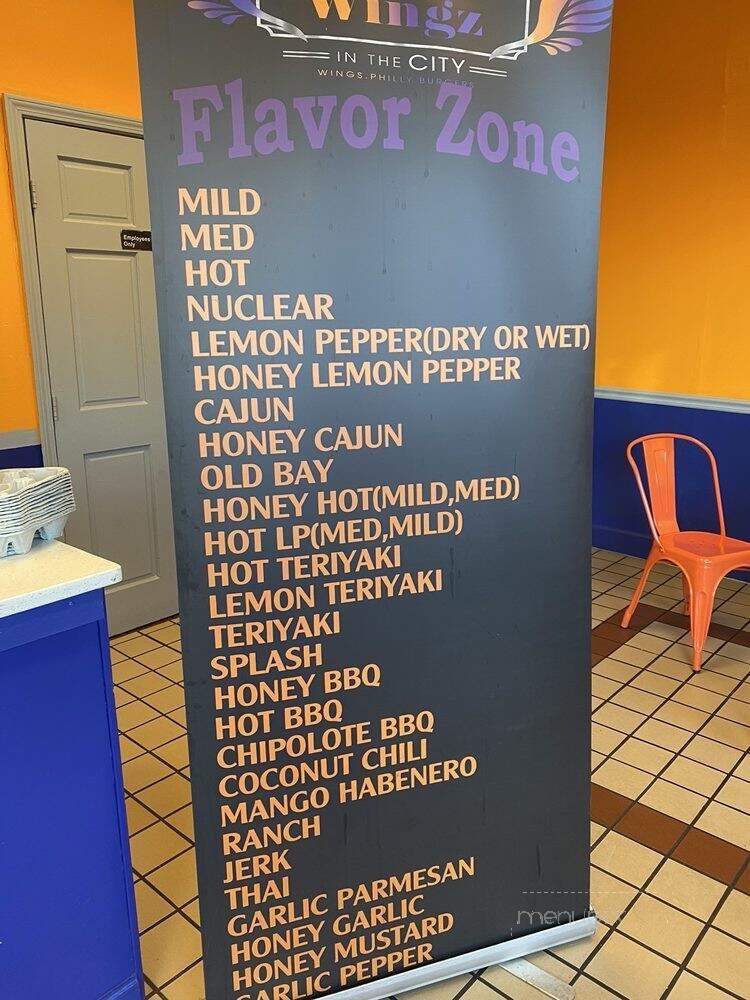 Wingz
IN THE CITY
WINGS.PHILLY BURGERS
Flavor Zone
Employees
Only
MILD
MED
HOT
NUCLEAR
LEMON PEPPER(DRY OR WET)
HONEY LEMON PEPPER
CAJUN
HONEY CAJUN
OLD BAY
HONEY HOT(MILD,MED)
HOT LP(MED,MILD)
HOT TERIYAKI
LEMON TERIYAKI
TERIYAKI
SPLASH
HONEY BBQ
HOT BBQ
CHIPOLOTE BBQ
COCONUT CHILI
MANGO HABENERO
RANCH
JERK
THAI
GARLIC PARMESAN
HONEY GARLIC
HONEY MUSTARD
GARLIC PEPPER